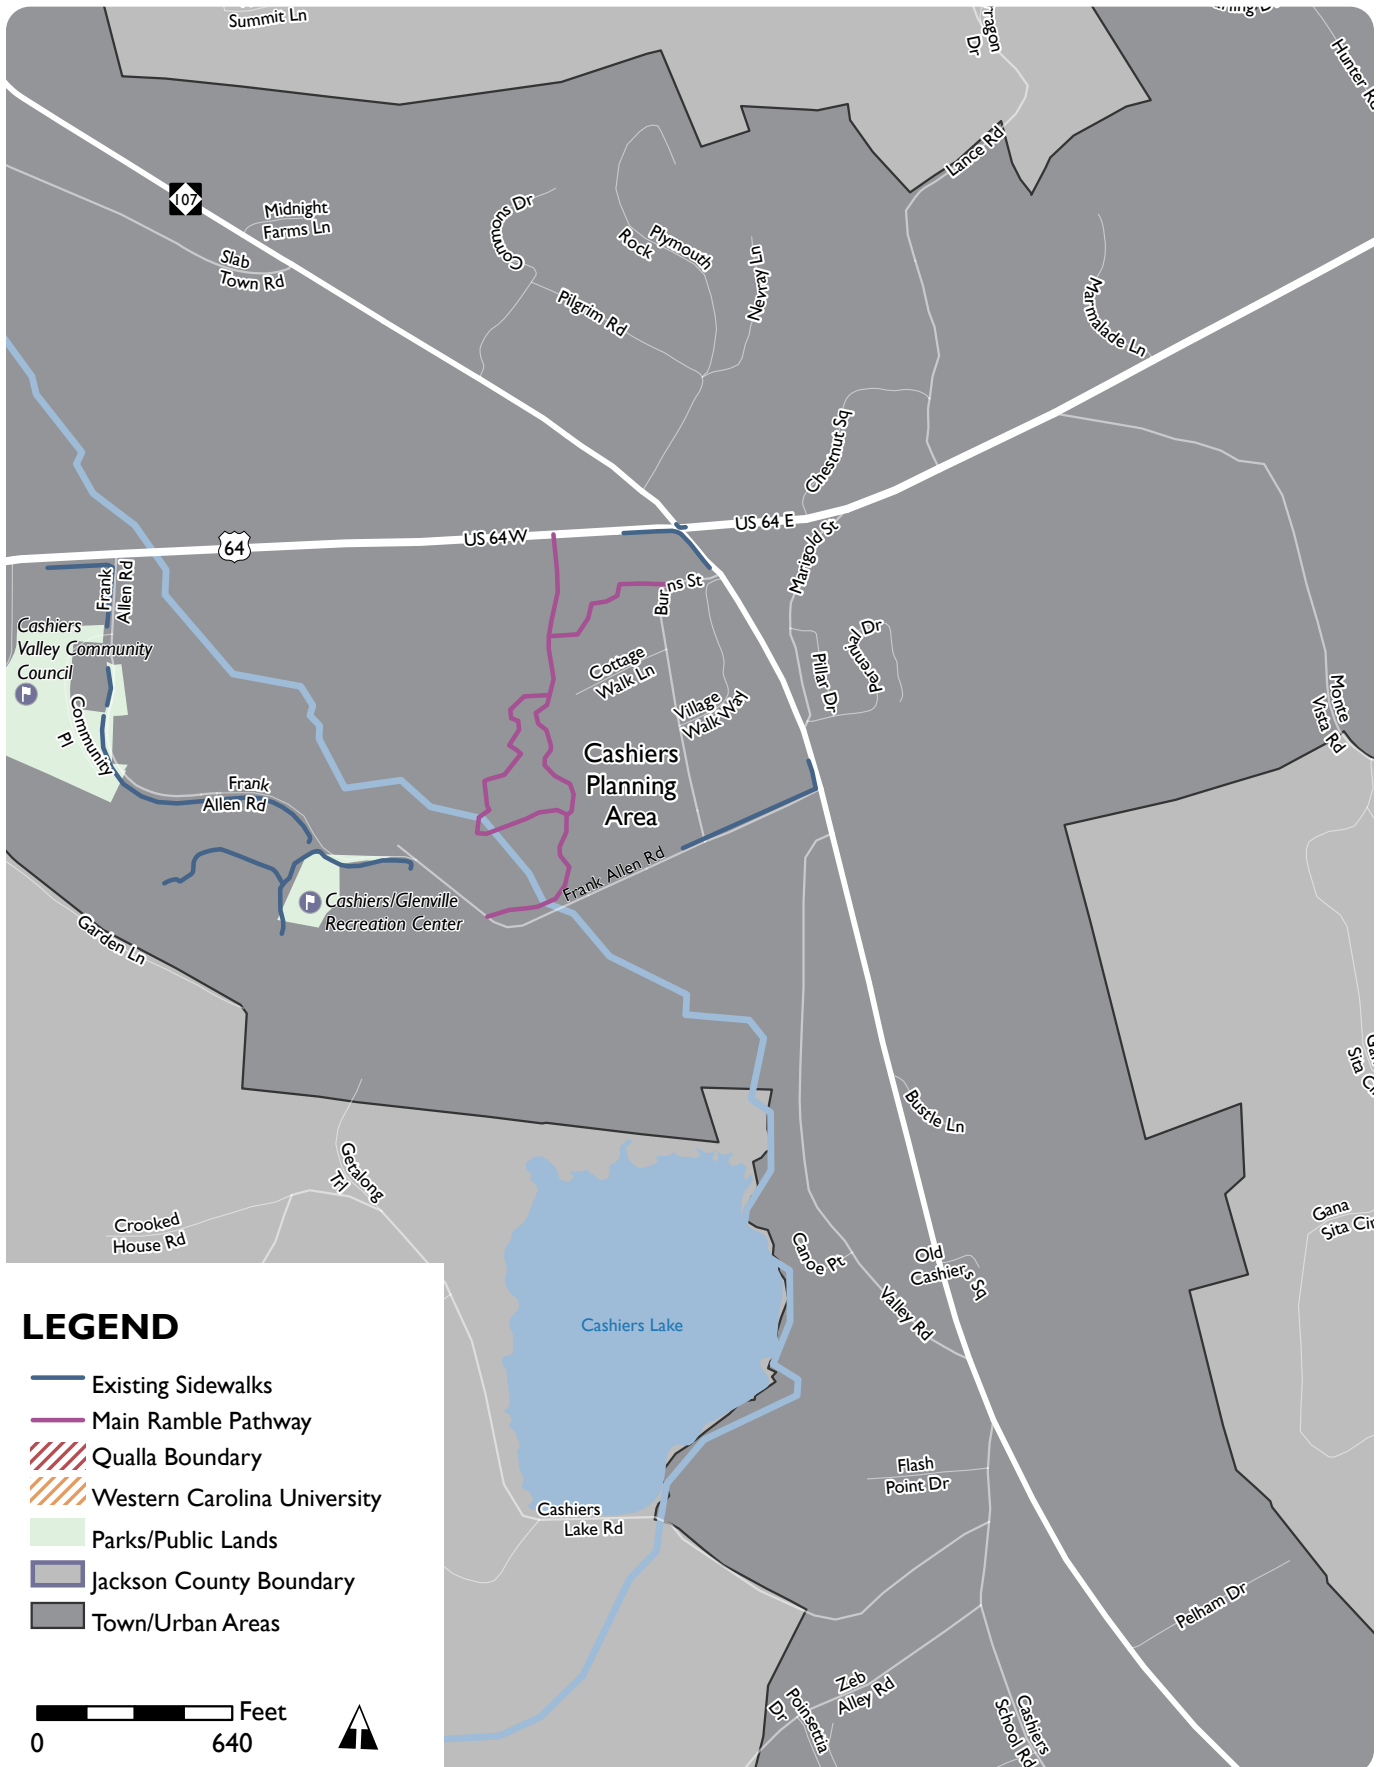 Summit Ln
Dr
Hunter Rd
Lance Rd
107
Midnight
Farms Ln
Slab
Town Rd
Commons Dr
Plymouth
Rock
Nevray Ln
Pilgrim Rd
Marmalade Ln
Chestnut Sq
US 64 W
US 64 E
64
Marigold St
Frank
Allen Rd
Burns St
Cashiers
Valley Community
Council
Cottage
Walk Ln
Pillar Dr
Perennial Dr
Village
Walk Way
Monte
Vista Rd
Community
Pl
Cashiers
Planning
Area
Frank
Allen Rd
Frank Allen Rd
Cashiers/Glenville
Recreation Center
Garden Ln
Sita Cir
Bustle Ln
Getalong
Trl
Crooked
House Rd
Gana
Sita Cir
Canoe Pt
Old
Cashiers Sq
Valley Rd
Cashiers Lake
Flash
Point Dr
Cashiers
Lake Rd
Pelham Dr
Zeb
Alley Rd
Poinsettia
Dr
Cashiers
School Rd
LEGEND
Existing Sidewalks
Main Ramble Pathway
Qualla Boundary
Western Carolina University
Parks/Public Lands
Jackson County Boundary
Town/Urban Areas
Feet
0 640